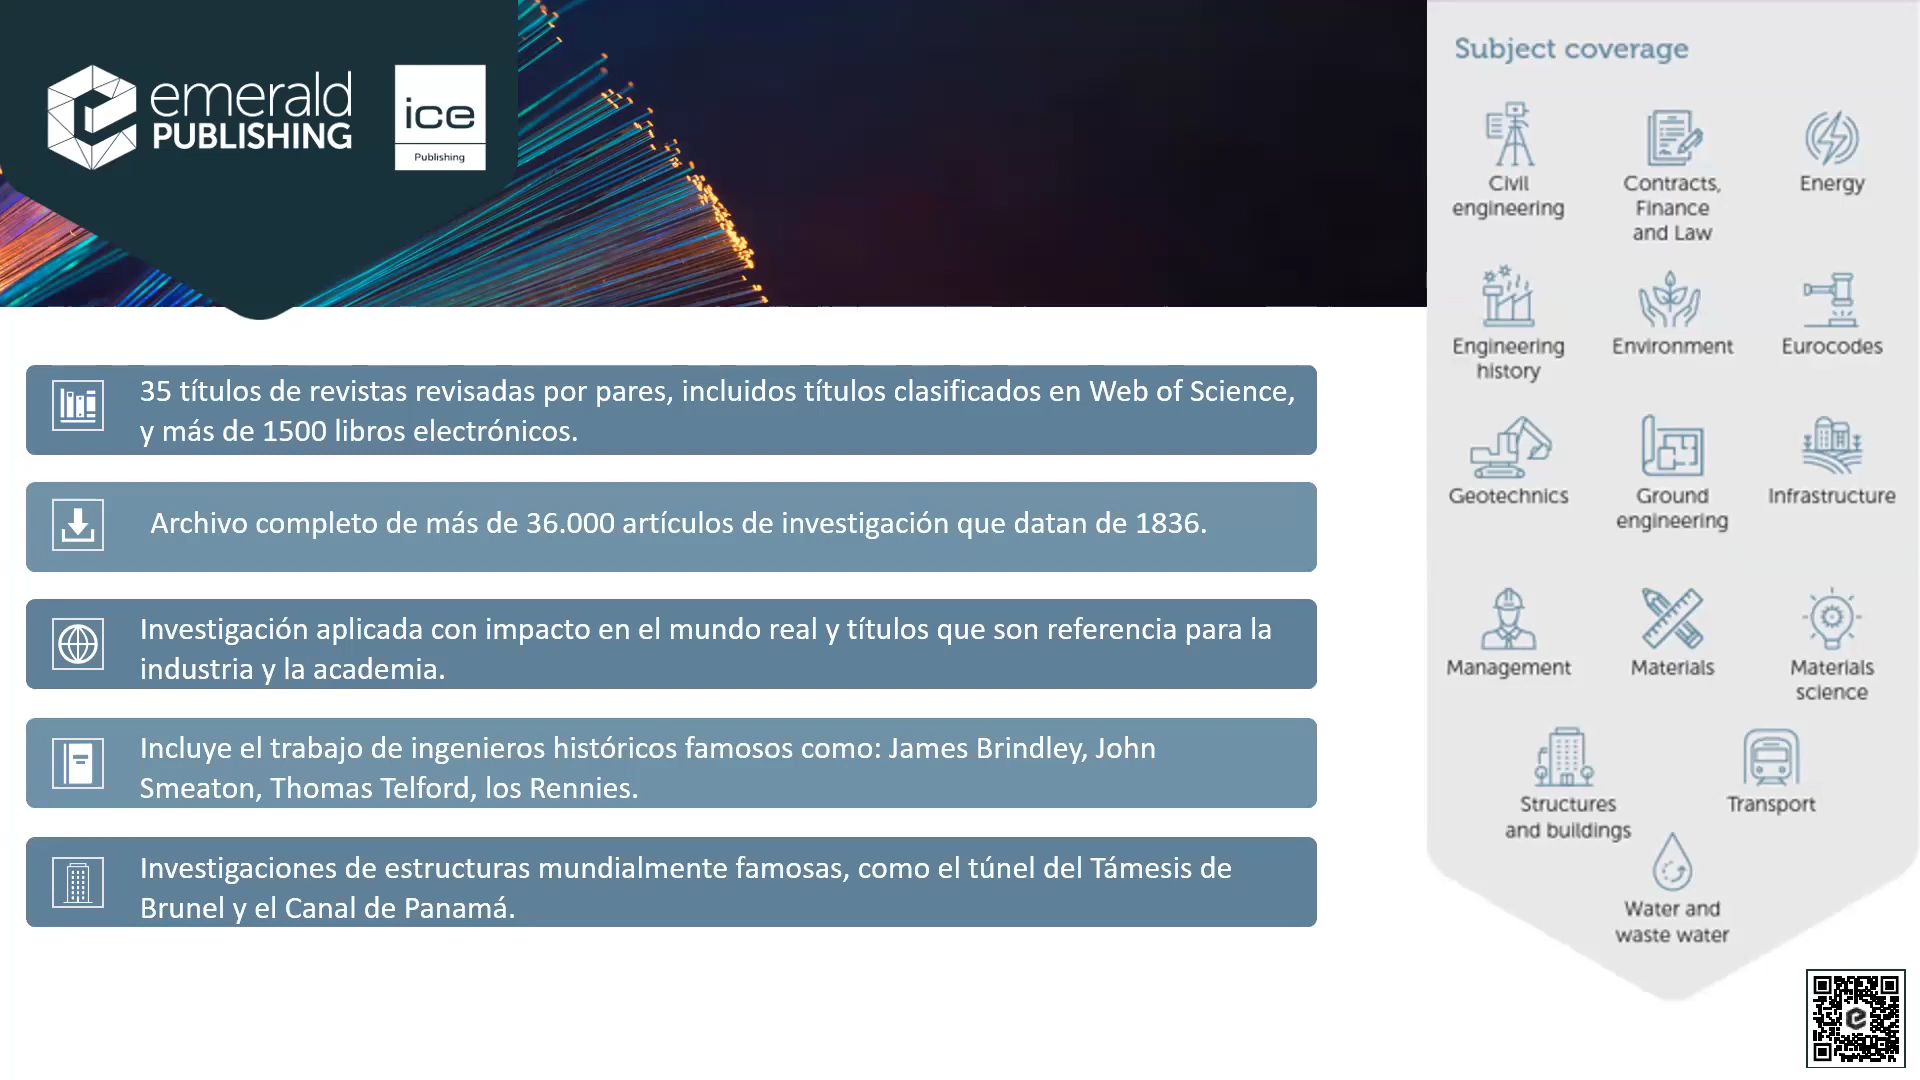 emerald
PUBLISHING
ice
Publishing
35 títulos de revistas revisadas por pares, incluidos títulos clasificados en Web of Science,
y más de 1500 libros electrónicos.
Archivo completo de más de 36.000 artículos de investigación que datan de 1836.
Investigación aplicada con impacto en el mundo real y títulos que son referencia para la
industria y la academia.
Incluye el trabajo de ingenieros históricos famosos como: James Brindley, John
Smeaton, Thomas Telford, los Rennies.
Investigaciones de estructuras mundialmente famosas, como el túnel del Támesis de
Brunel y el Canal de Panamá.
Subject coverage
Civil
engineering
Contracts,
Finance
and Law
Energy
Engineering
history
Environment
Eurocodes
Geotechnics
Ground
engineering
Infrastructure
Management
Materials
Materials
science
Structures
and buildings
Transport
Water and
waste water